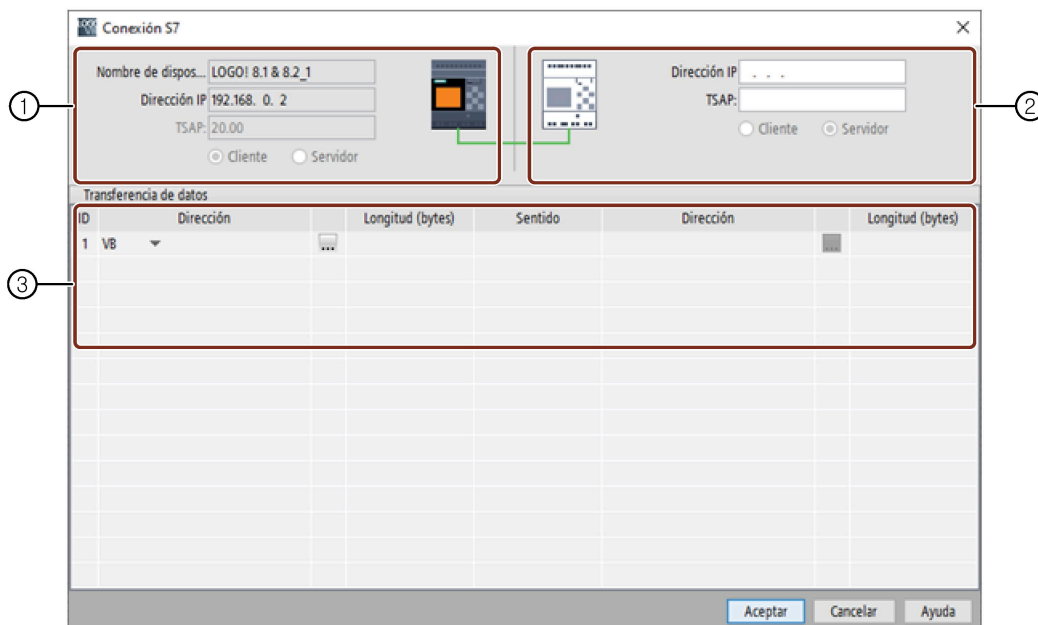 Conexión S7
Nombre de dispos... LOGO! 8.1 & 8.2_1
Dirección IP 192.168. 0. 2
TSAP: 20.00
Cliente Servidor
Dirección IP . . .
TSAP:
Cliente Servidor
1
2
Transferencia de datos
ID Dirección Longitud (bytes) Sentido Dirección Longitud (bytes)
1 VB ... ...
3
Aceptar Cancelar Ayuda